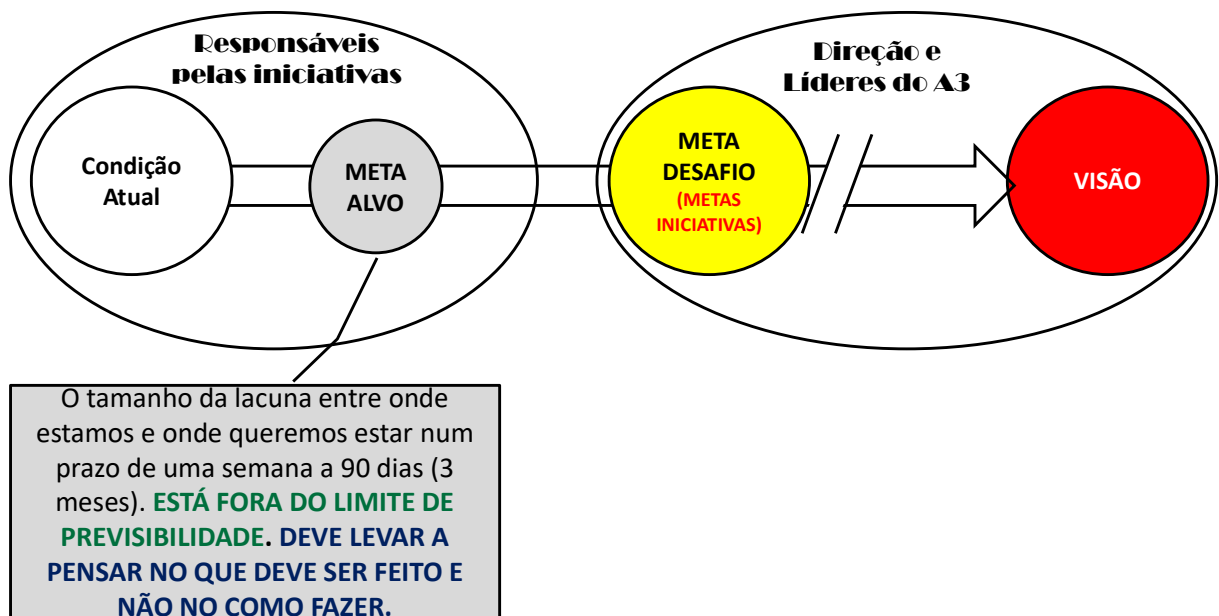 Responsáveis
pelas iniciativas
Direção e
Líderes do A3
Condição
Atual
META
ALVO
META
DESAFIO
(METAS
INICIATIVAS)
VISÃO
O tamanho da lacuna entre onde
estamos e onde queremos estar num
prazo de uma semana a 90 dias (3
meses). ESTÁ FORA DO LIMITE DE
PREVISIBILIDADE. DEVE LEVAR A
PENSAR NO QUE DEVE SER FEITO E
NÃO NO COMO FAZER.